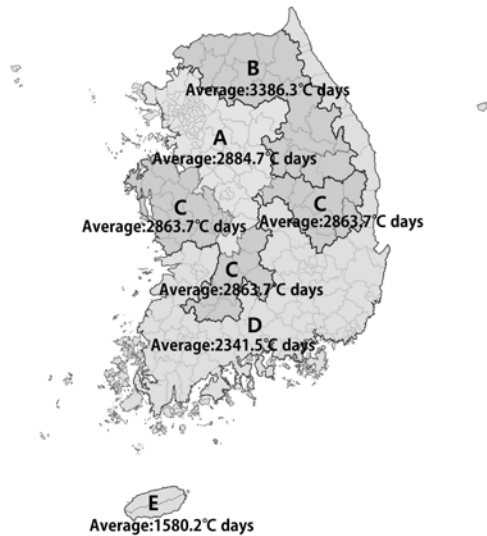 B
Average:3386.3℃ days
A
Average:2884.7℃ days
C
Average:2863.7℃ days
C
Average:2863.7℃ days
C
Average:2863.7℃ days
D
Average:2341.5℃ days
E
Average:1580.2℃ days